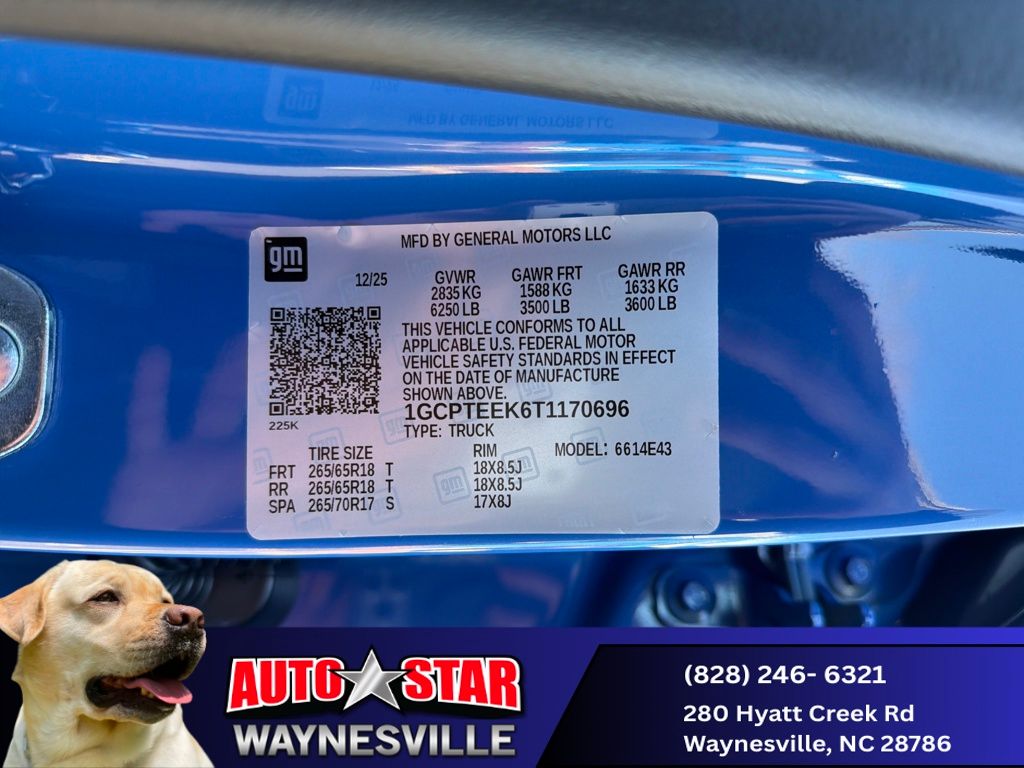 gm
MFD BY GENERAL MOTORS LLC
12/25
GVWR GAWR FRT GAWR RR
2835 KG 1588 KG 1633 KG
6250 LB 3500 LB 3600 LB
THIS VEHICLE CONFORMS TO ALL
APPLICABLE U.S. FEDERAL MOTOR
VEHICLE SAFETY STANDARDS IN EFFECT
ON THE DATE OF MANUFACTURE
SHOWN ABOVE.
1GCPTEEK6T1170696
225K
TYPE: TRUCK
TIRE SIZE RIM MODEL: 6614E43
FRT 265/65R18 T 18X8.5J
RR 265/65R18 T 18X8.5J
SPA 265/70R17 S 17X8J
AUTO STAR
WAYNESVILLE
(828) 246- 6321
280 Hyatt Creek Rd
Waynesville, NC 28786